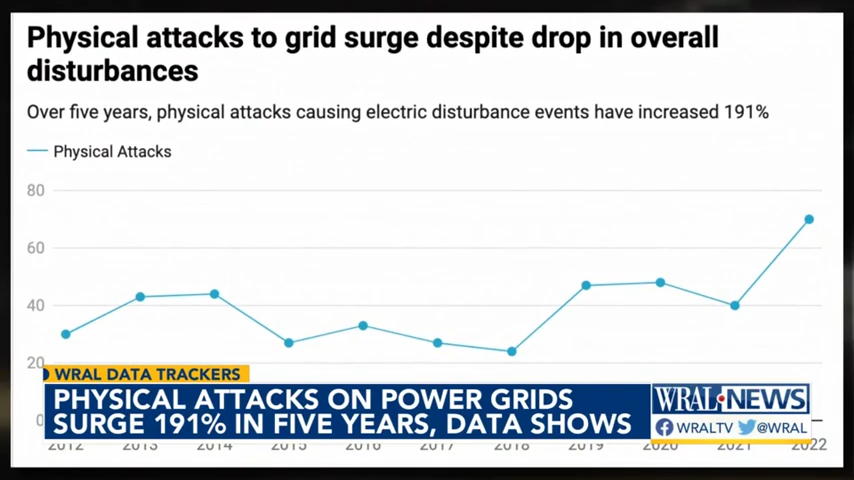 Physical attacks to grid surge despite drop in overall
disturbances
Over five years, physical attacks causing electric disturbance events have increased 191%
Physical Attacks
80
60
40
20
0
WRAL DATA TRACKERS
PHYSICAL ATTACKS ON POWER GRIDS
SURGE 191% IN FIVE YEARS, DATA SHOWS
WRAL NEWS
WRALTV @WRAL
2012 2013 2014 2015 2016 2017 2018 2019 2020 2021 2022